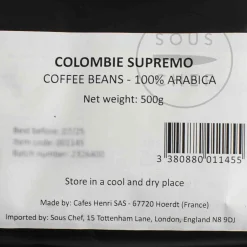 SOUS
CHEF
COLOMBIE SUPREMO
COFFEE BEANS - 100% ARABICA
Net weight: 500g
3 380880 011455
Store in a cool and dry place
Made by: Cafes Henri SAS - 67720 Hoerdt (France)
Imported by: Sous Chef, 15 Tottenham Lane, London, England N8 9DJ